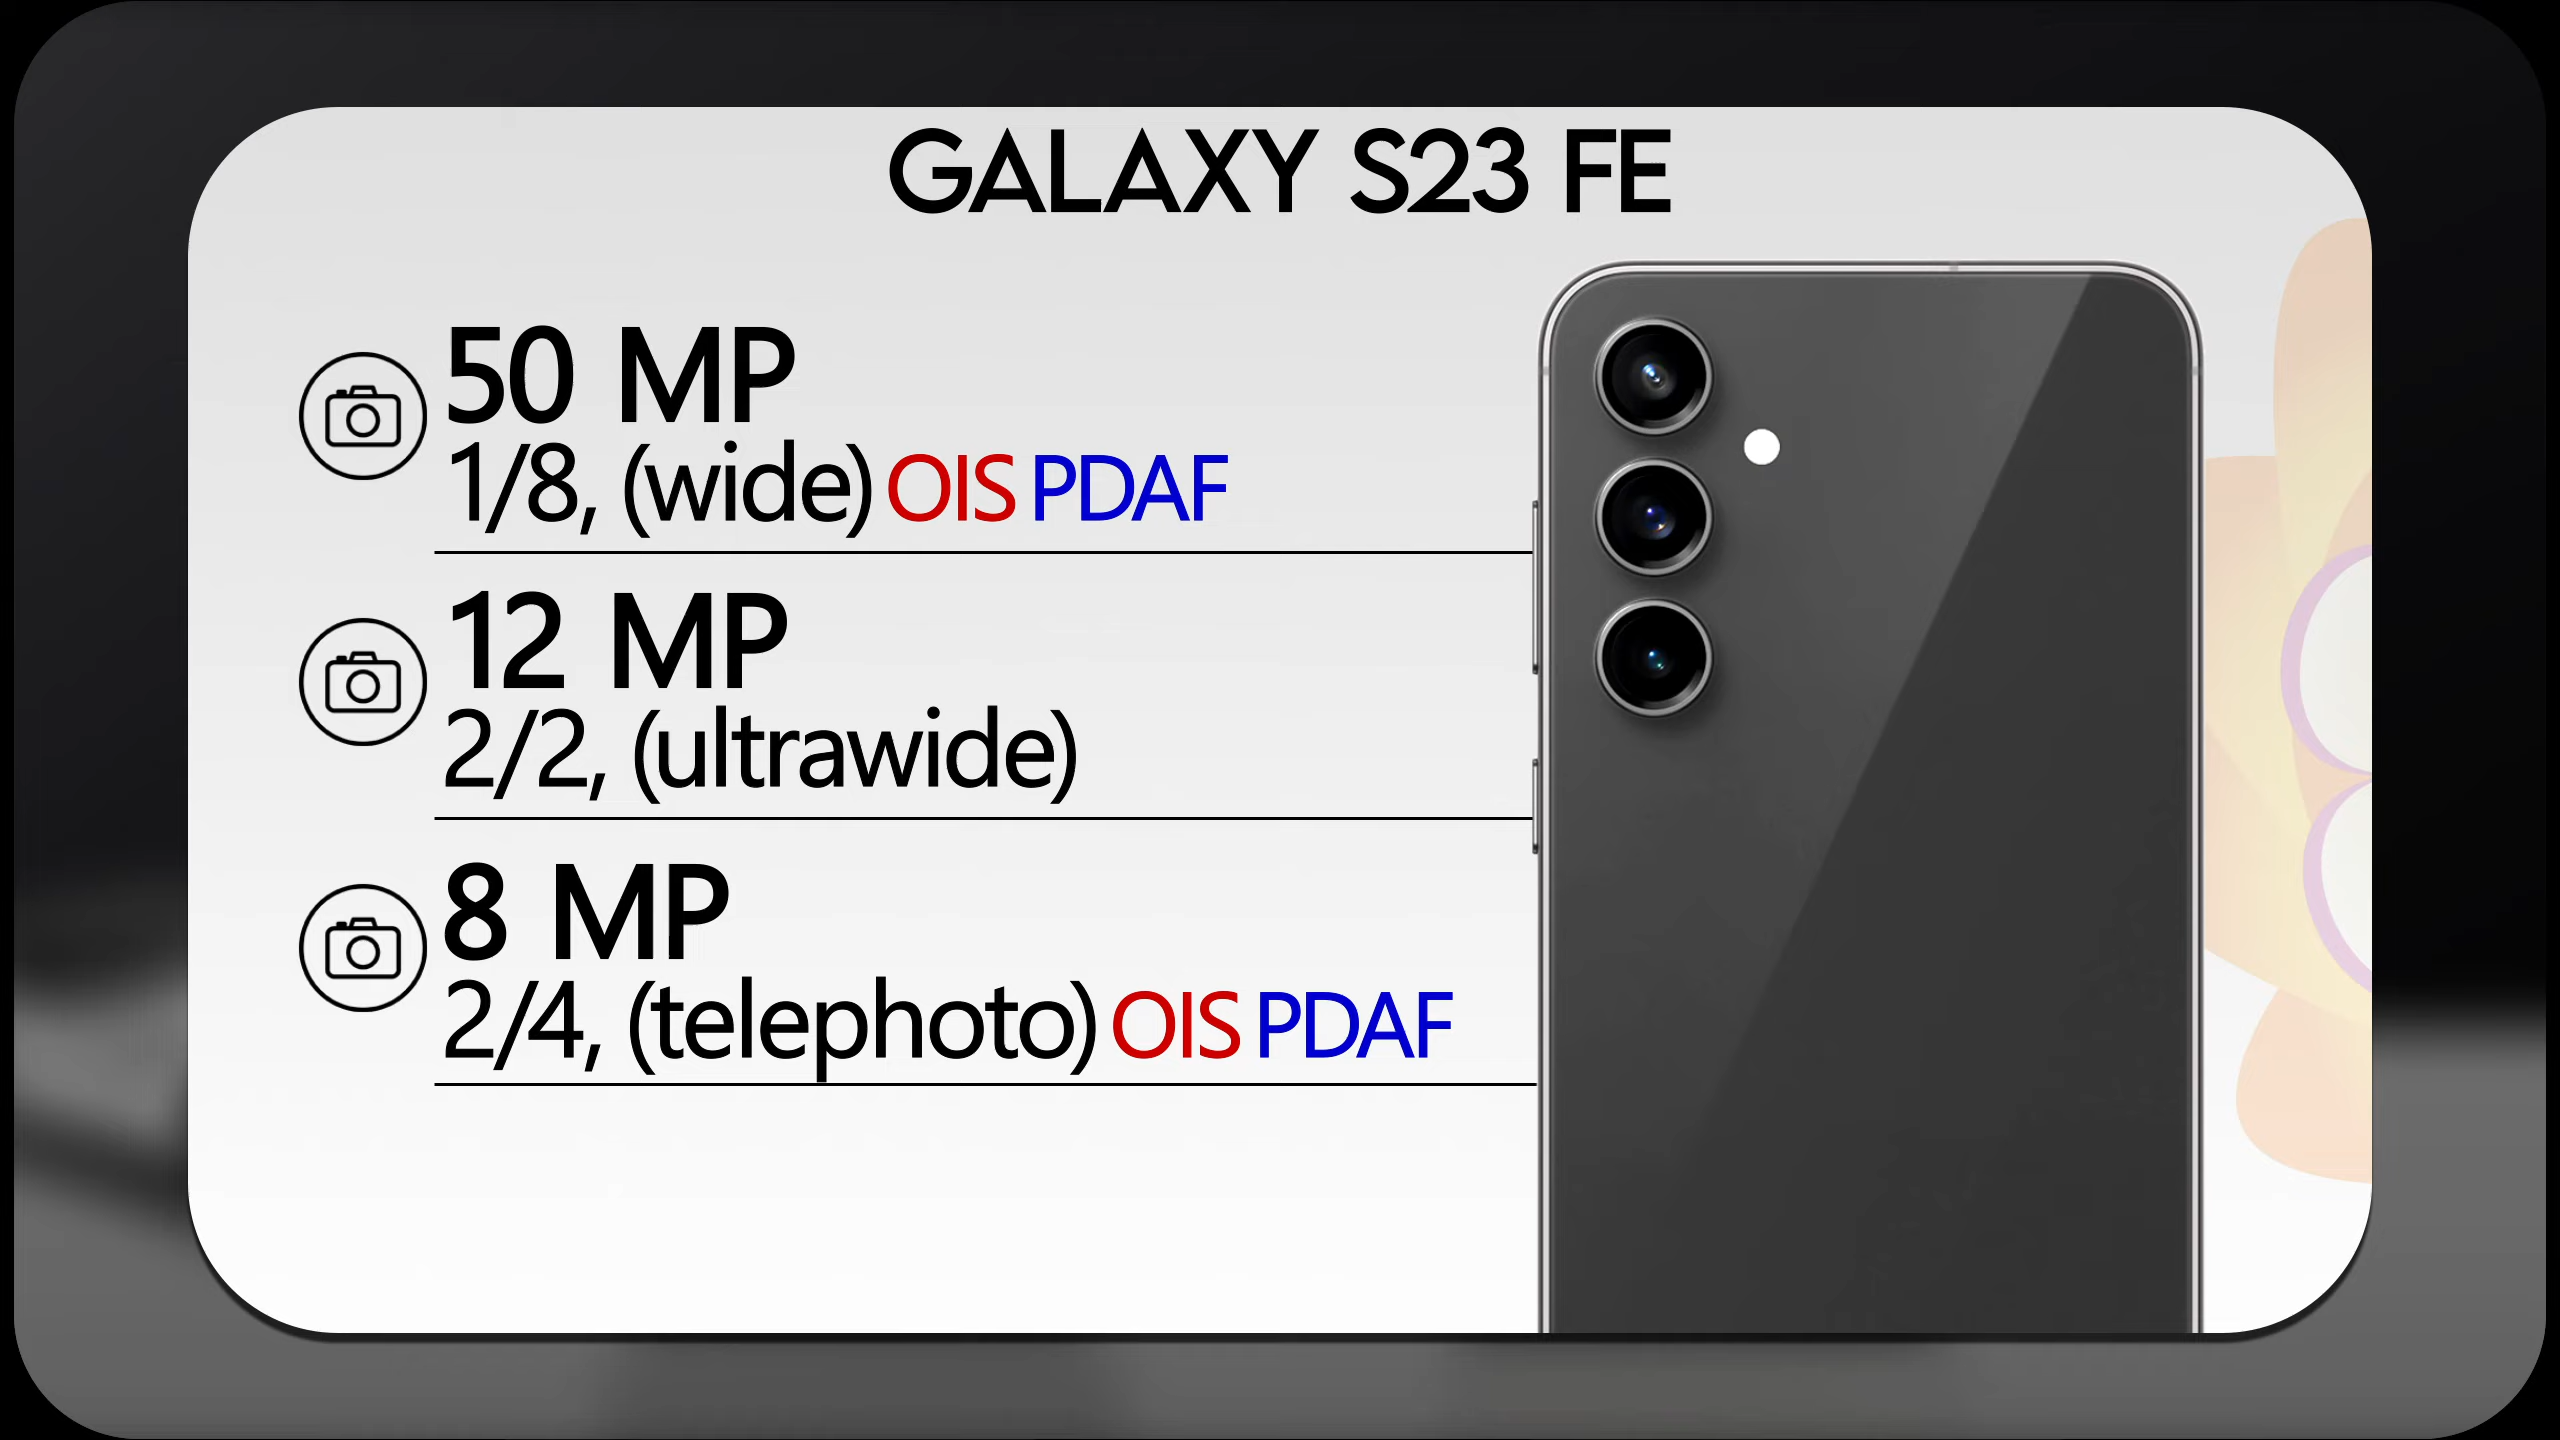 GALAXY S23 FE
50 MP
1/8, (wide) OIS PDAF
12 MP
2/2, (ultrawide)
8 MP
2/4, (telephoto) OIS PDAF